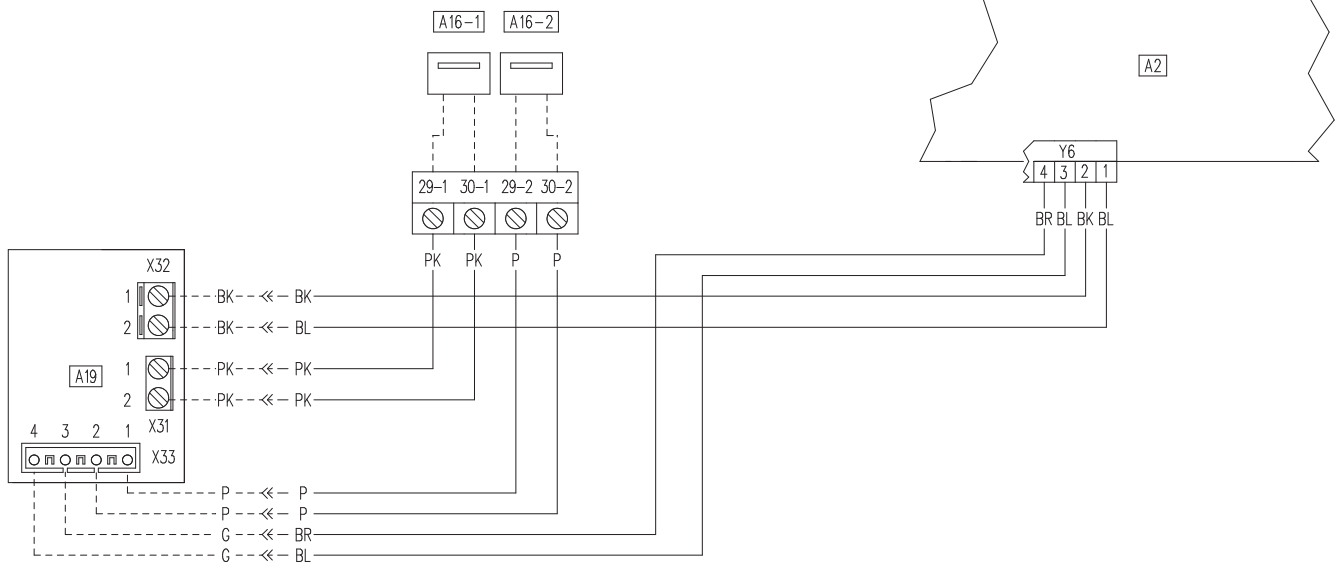 A16-1 A16-2
A2
Y6
4 3 2 1
29-1 30-1 29-2 30-2
BR BL BK BL
PK PK P P
X32
1 BK BK
2 BK BL
1 PK PK
A19
2 PK PK
X31
4 3 2 1
X33
P P
P P
G BR
G BL